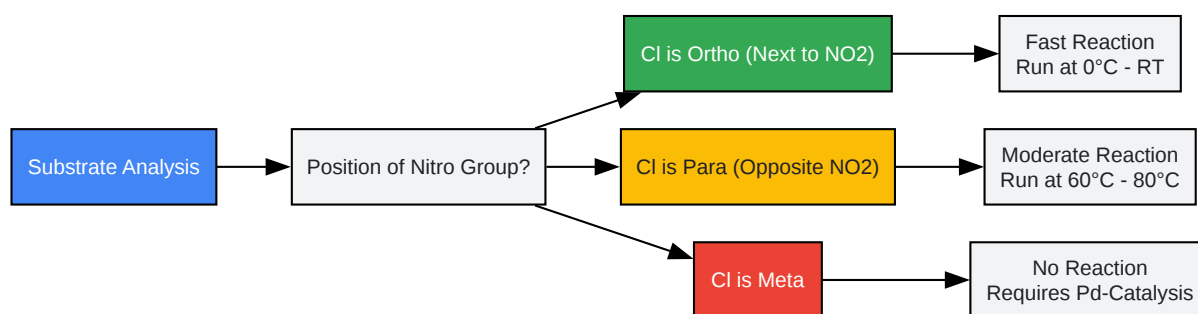 Substrate Analysis
Position of Nitro Group?
Cl is Ortho (Next to NO2)
Fast Reaction
Run at 0°C - RT
Cl is Para (Opposite NO2)
Moderate Reaction
Run at 60°C - 80°C
Cl is Meta
No Reaction
Requires Pd-Catalysis